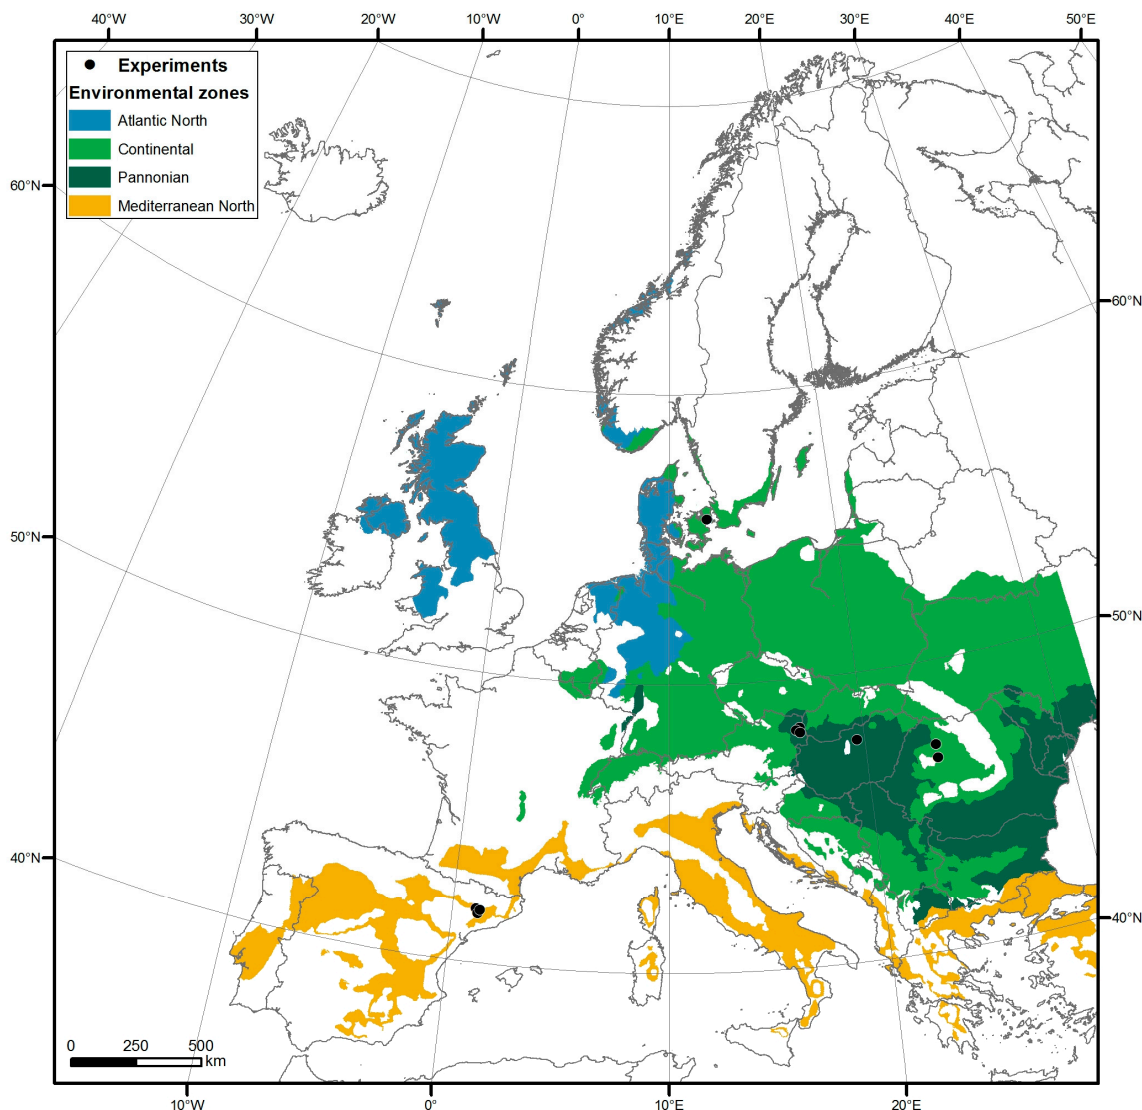 40°W 30°W 20°W 10°W 0° 10°E 20°E 30°E 40°E 50°E
Experiments
Environmental zones
Atlantic North
Continental
Pannonian
Mediterranean North
60°N
60°N
50°N
50°N
40°N
40°N
0 250 500
km
10°W 0° 10°E 20°E